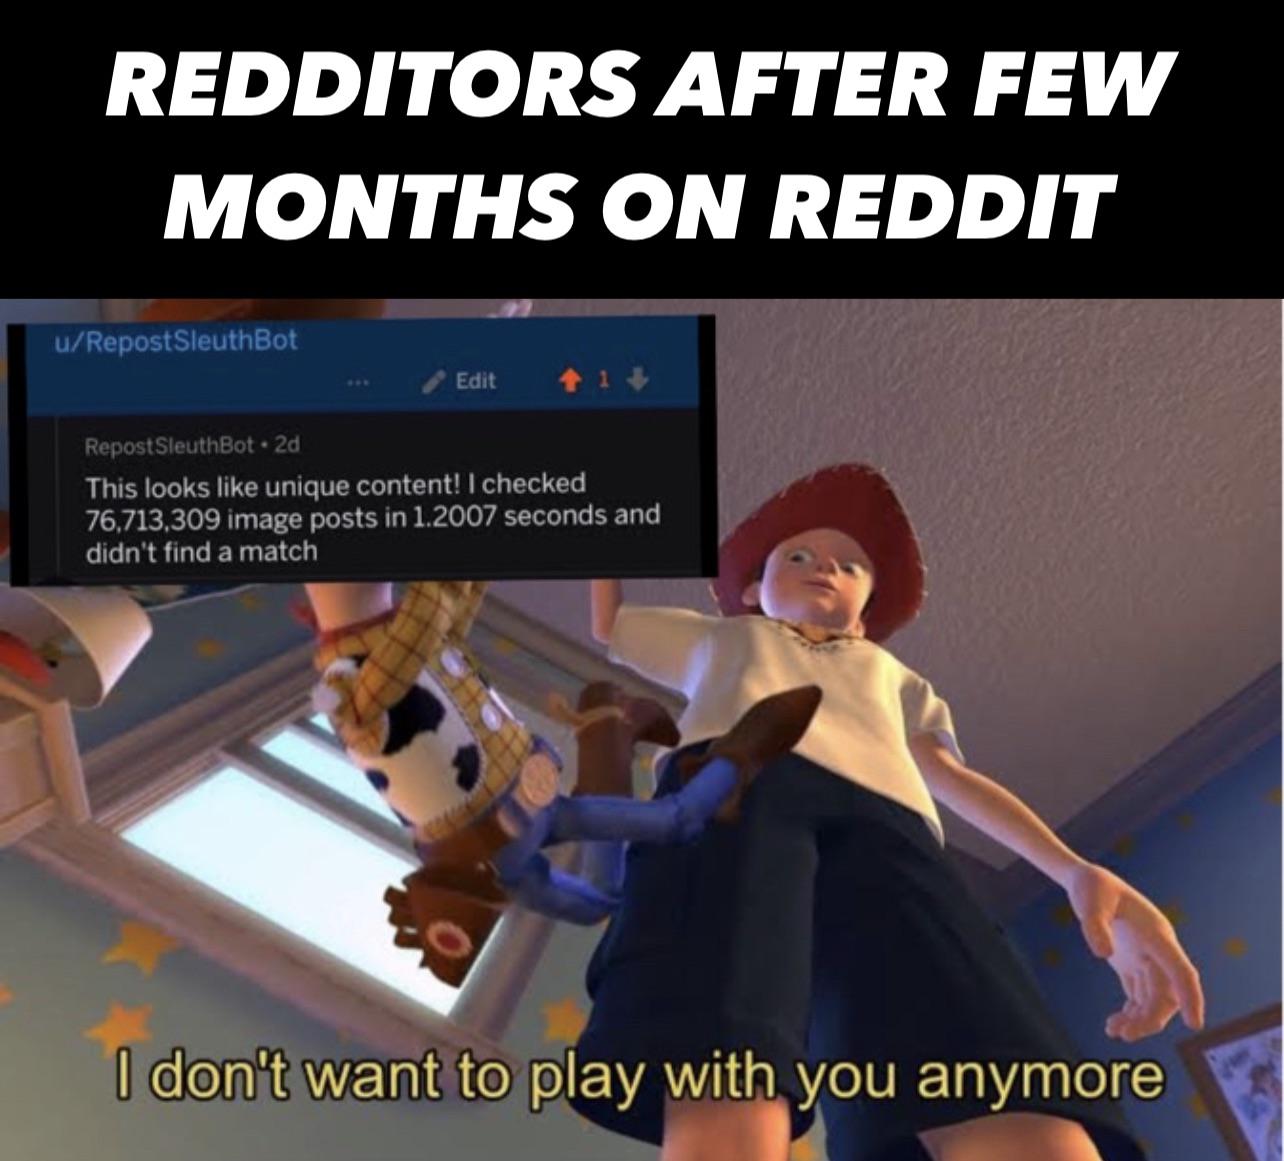 REDDITORS AFTER FEW
MONTHS ON REDDIT
u/RepostSleuthBot
... Edit 1
RepostSleuthBot • 2d
This looks like unique content! I checked
76,713,309 image posts in 1.2007 seconds and
didn't find a match
I don't want to play with you anymore